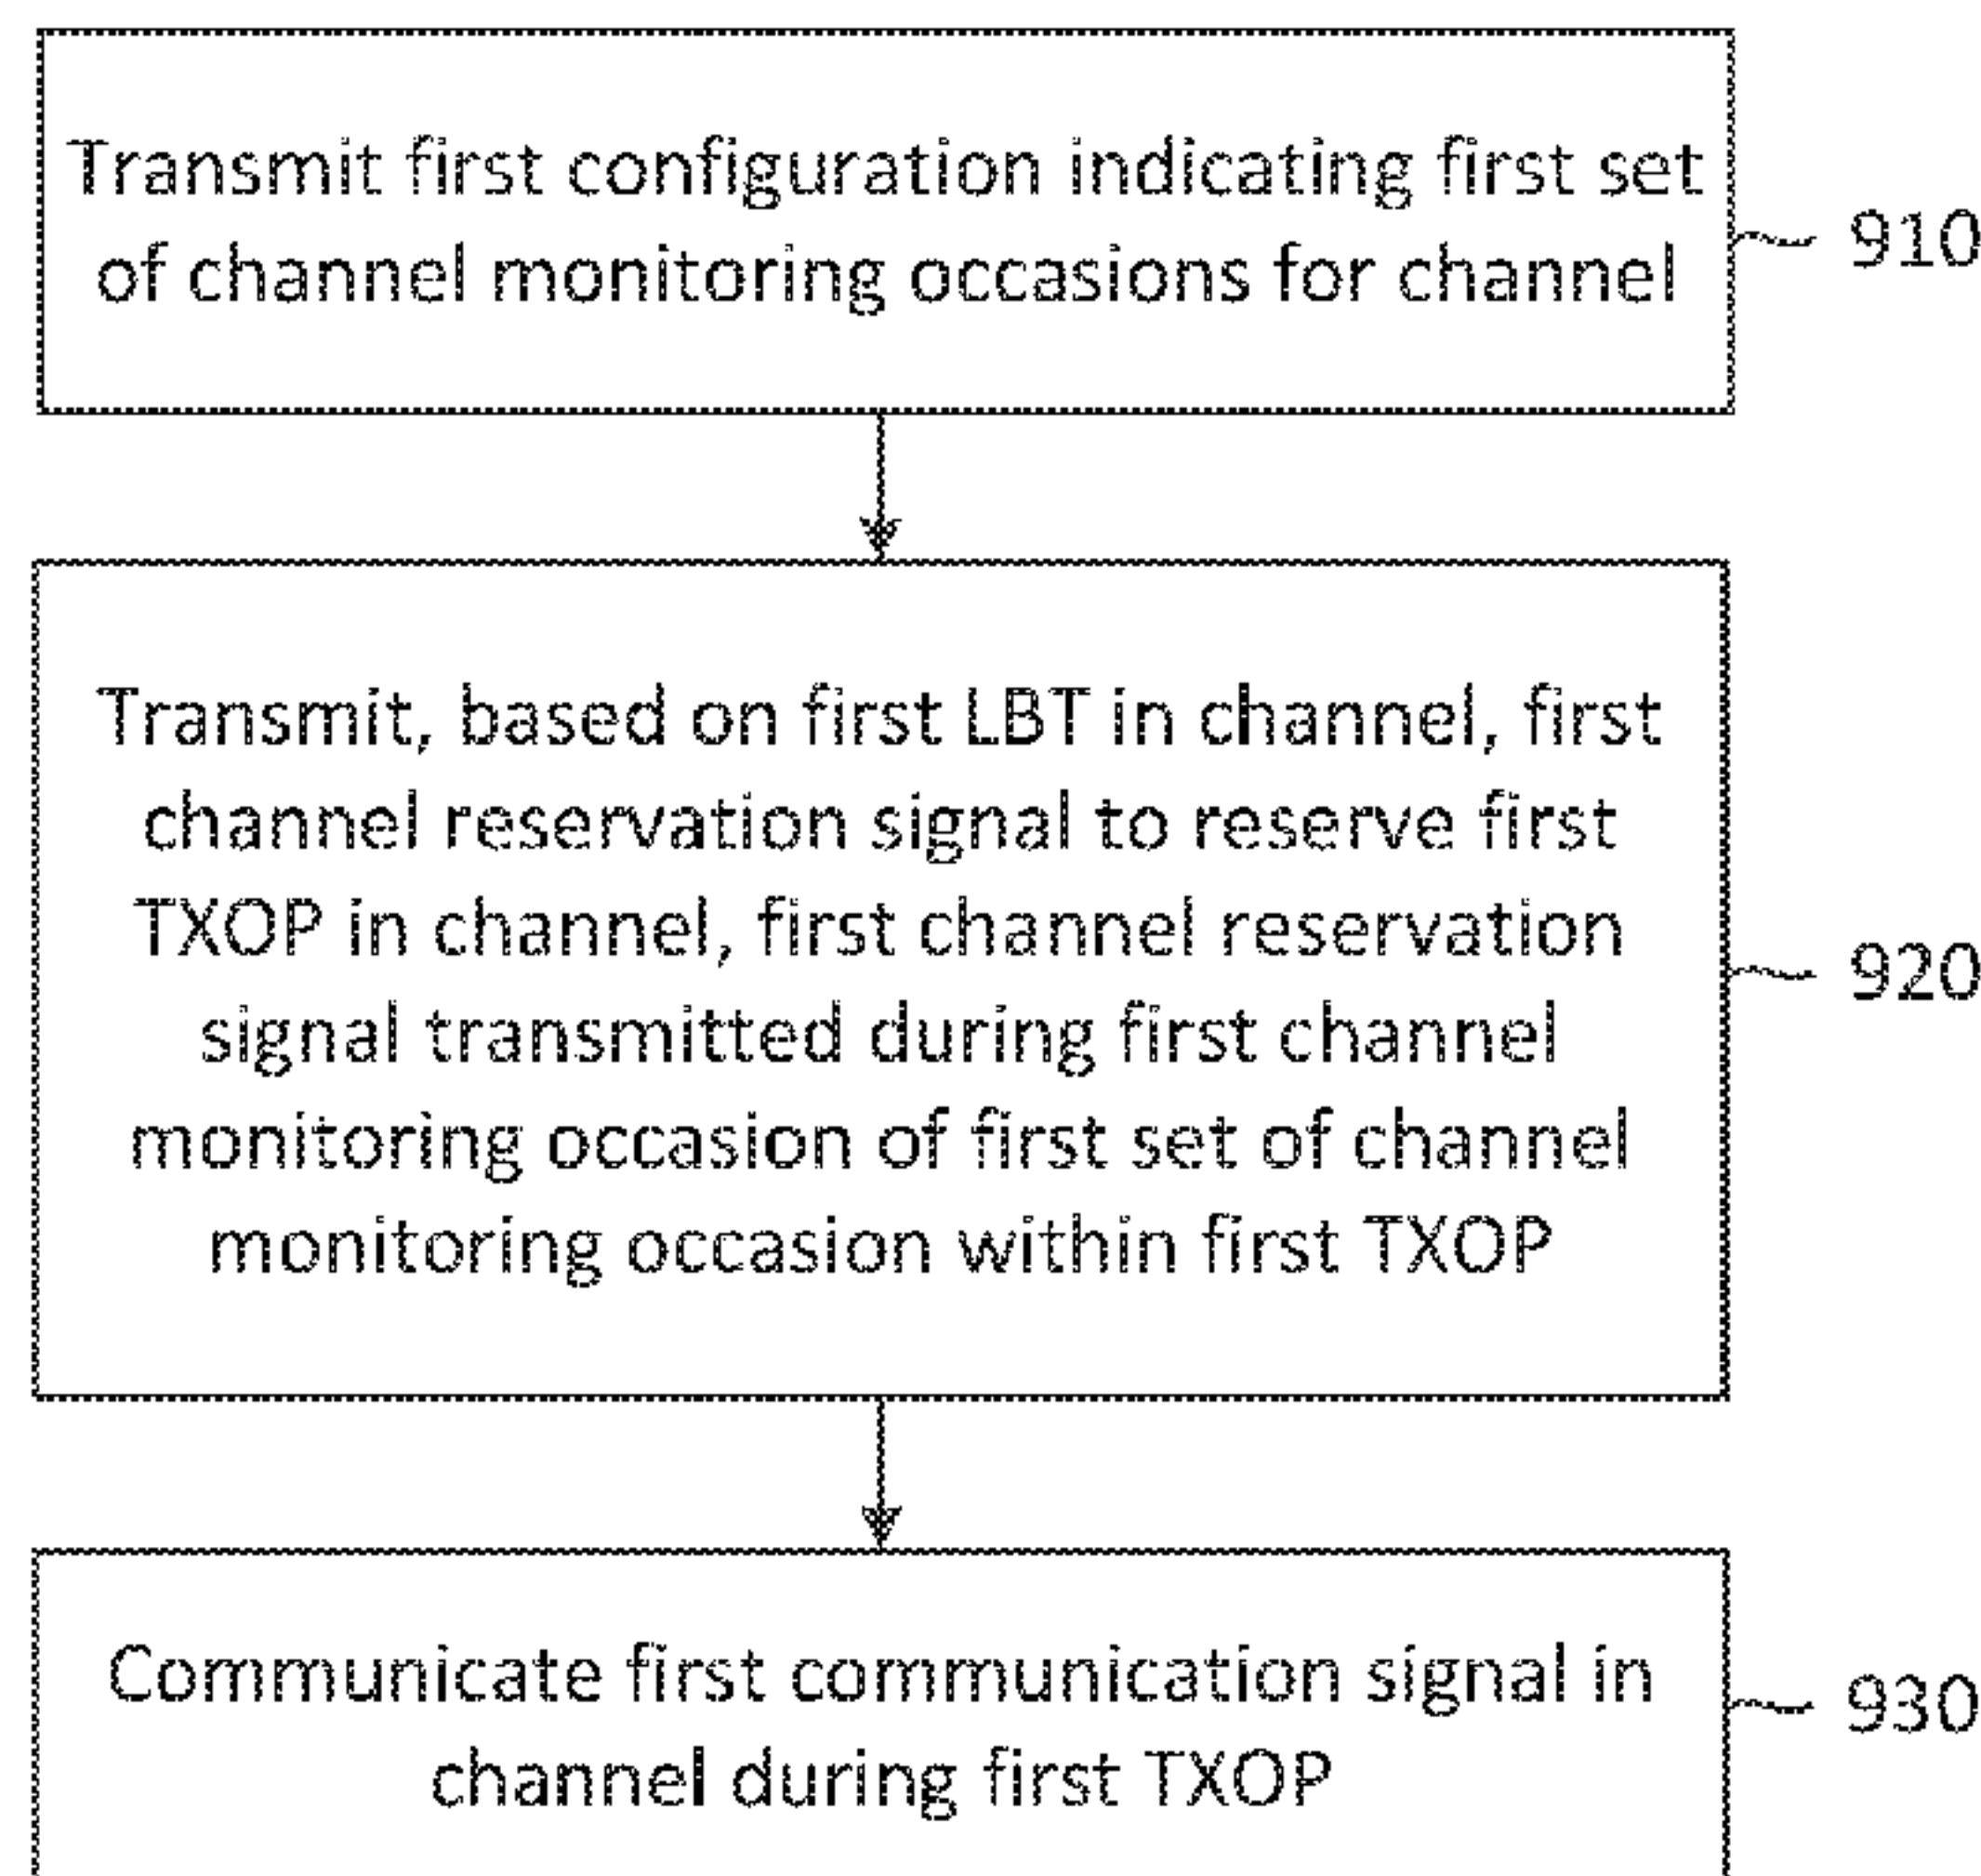 Transmit first configuration indicating first set
of channel monitoring occasions for channel
910
Transmit, based on first LBT in channel, first
channel reservation signal to reserve first
TXOP in channel, first channel reservation
signal transmitted during first channel
monitoring occasion of first set of channel
monitoring occasion within first TXOP
920
Communicate first communication signal in
channel during first TXOP
930